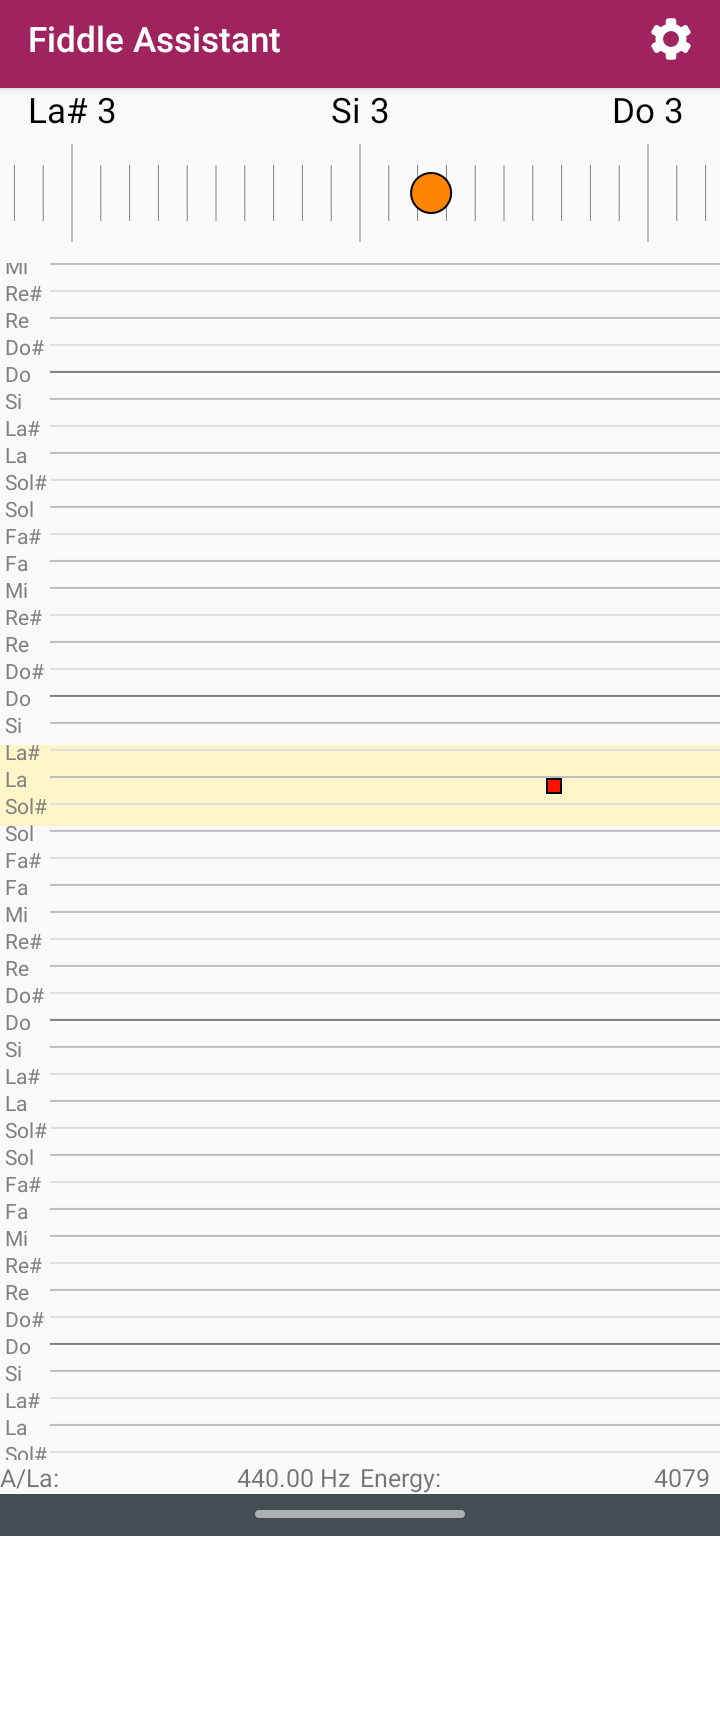 Fiddle Assistant
La# 3 Si 3 Do 3
Mi
Re#
Re
Do#
Do
Si
La#
La
Sol#
Sol
Fa#
Fa
Mi
Re#
Re
Do#
Do
Si
La#
La
Sol#
Sol
Fa#
Fa
Mi
Re#
Re
Do#
Do
Si
La#
La
Sol#
Sol
Fa#
Fa
Mi
Re#
Re
Do#
Do
Si
La#
La
Sol#
A/La: 440.00 Hz Energy: 4079